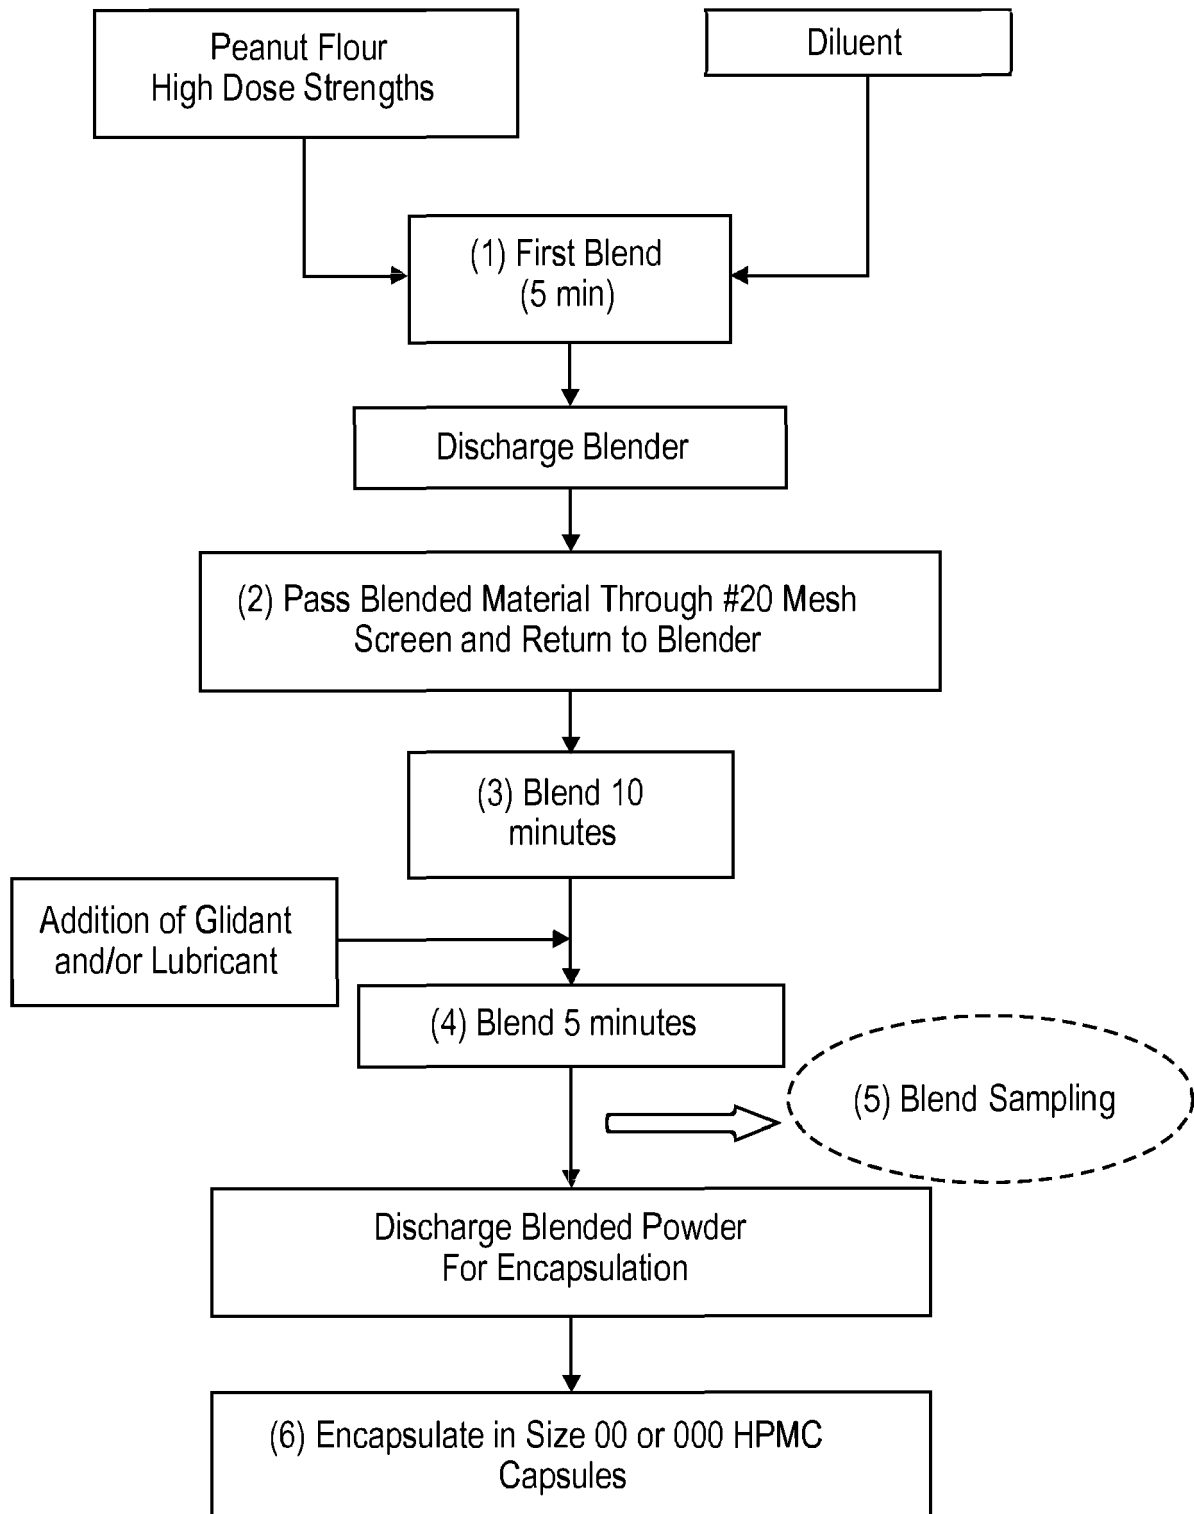 Peanut Flour
High Dose Strengths
Diluent
(1) First Blend
(5 min)
Discharge Blender
(2) Pass Blended Material Through #20 Mesh
Screen and Return to Blender
(3) Blend 10
minutes
Addition of Glidant
and/or Lubricant
(4) Blend 5 minutes
(5) Blend Sampling
Discharge Blended Powder
For Encapsulation
(6) Encapsulate in Size 00 or 000 HPMC
Capsules